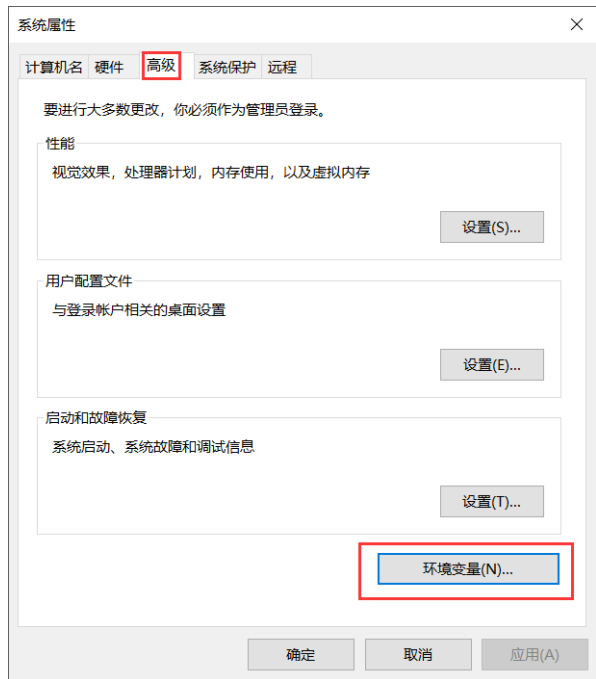 系统属性
计算机名 硬件 高级 系统保护 远程
要进行大多数更改，你必须作为管理员登录。
性能
视觉效果，处理器计划，内存使用，以及虚拟内存
设置(S)...
用户配置文件
与登录帐户相关的桌面设置
设置(E)...
启动和故障恢复
系统启动、系统故障和调试信息
设置(T)...
环境变量(N)...
确定 取消 应用(A)